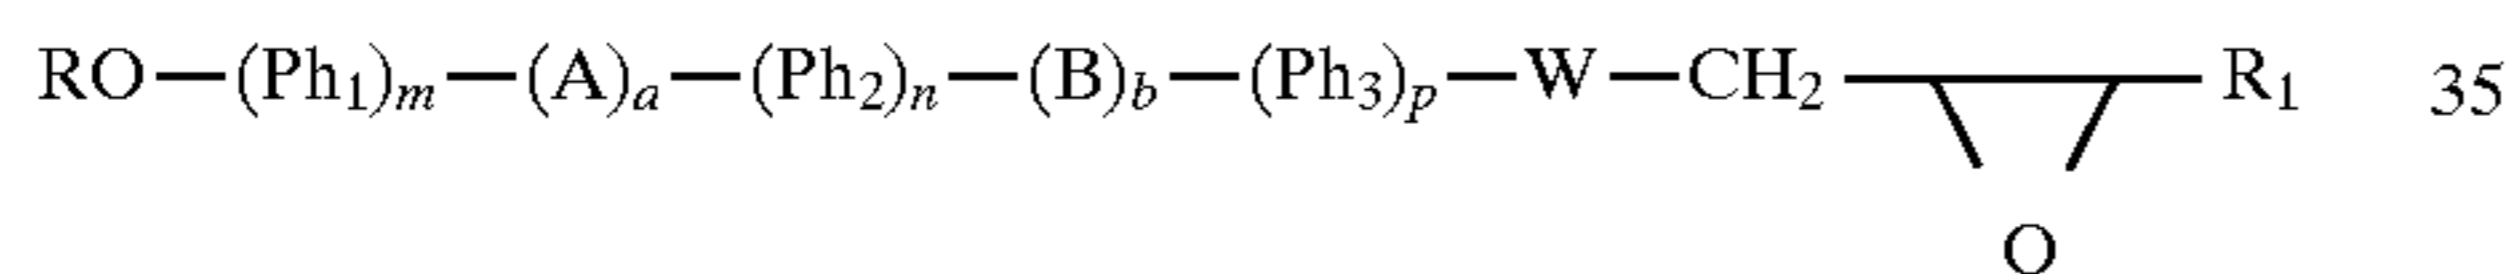 RO—(Ph₁)ₘ—(A)ₐ—(Ph₂)ₙ—(B)b—(Ph₃)ₚ—W—CH₂ R₁ 35
O